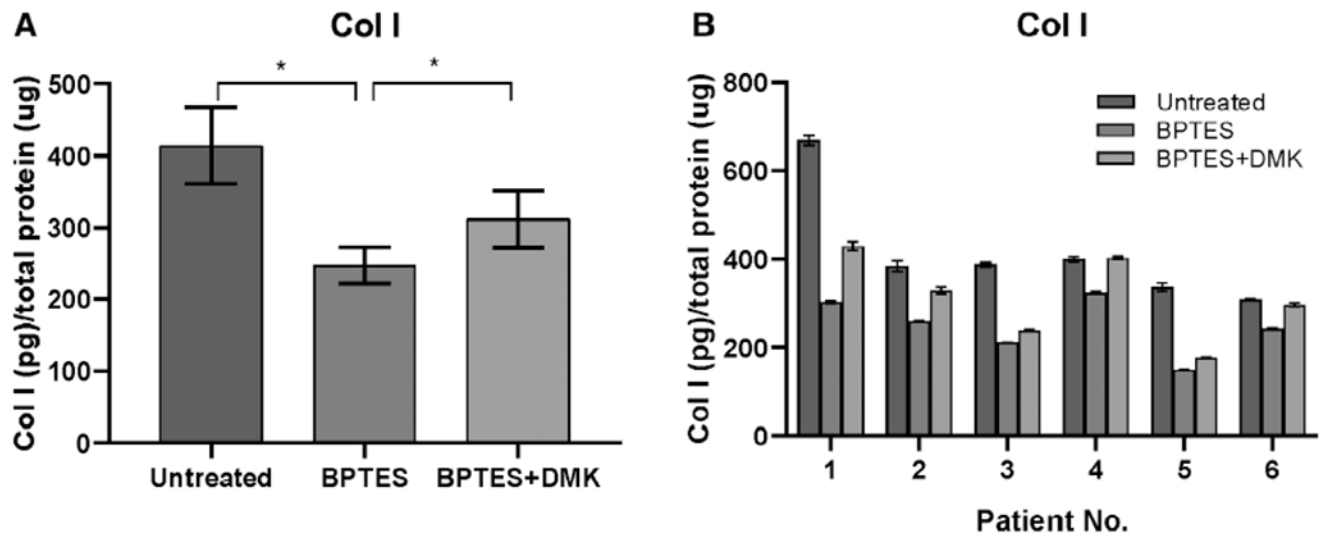 A
Col I
Col I (pg)/total protein (ug)
500
400
300
200
100
0
*
*
Untreated
BPTES
BPTES+DMK
B
Col I
Col I (pg)/total protein (ug)
800
600
400
200
0
Untreated
BPTES
BPTES+DMK
1 2 3 4 5 6
Patient No.